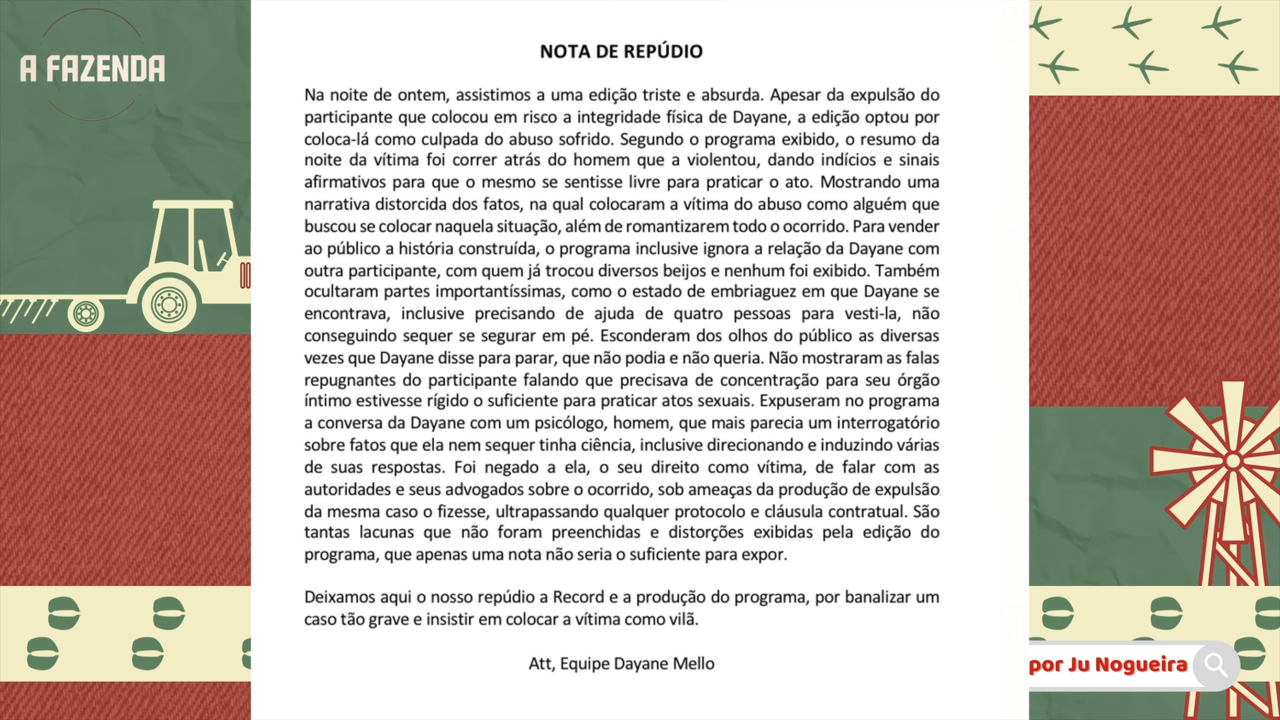 A FAZENDA
NOTA DE REPÚDIO
Na noite de ontem, assistimos a uma edição triste e absurda. Apesar da expulsão do
participante que colocou em risco a integridade física de Dayane, a edição optou por
coloca-lá como culpada do abuso sofrido. Segundo o programa exibido, o resumo da
noite da vítima foi correr atrás do homem que a violentou, dando indícios e sinais
afirmativos para que o mesmo se sentisse livre para praticar o ato. Mostrando uma
narrativa distorcida dos fatos, na qual colocaram a vítima do abuso como alguém que
buscou se colocar naquela situação, além de romantizarem todo o ocorrido. Para vender
ao público a história construída, o programa inclusive ignora a relação da Dayane com
outra participante, com quem já trocou diversos beijos e nenhum foi exibido. Também
ocultaram partes importantíssimas, como o estado de embriaguez em que Dayane se
encontrava, inclusive precisando de ajuda de quatro pessoas para vesti-la, não
conseguindo sequer se segurar em pé. Esconderam dos olhos do público as diversas
vezes que Dayane disse para parar, que não podia e não queria. Não mostraram as falas
repugnantes do participante falando que precisava de concentração para seu órgão
íntimo estivesse rígido o suficiente para praticar atos sexuais. Expuseram no programa
a conversa da Dayane com um psicólogo, homem, que mais parecia um interrogatório
sobre fatos que ela nem sequer tinha ciência, inclusive direcionando e induzindo várias
de suas respostas. Foi negado a ela, o seu direito como vítima, de falar com as
autoridades e seus advogados sobre o ocorrido, sob ameaças da produção de expulsão
da mesma caso o fizesse, ultrapassando qualquer protocolo e cláusula contratual. São
tantas lacunas que não foram preenchidas e distorções exibidas pela edição do
programa, que apenas uma nota não seria o suficiente para expor.
Deixamos aqui o nosso repúdio a Record e a produção do programa, por banalizar um
caso tão grave e insistir em colocar a vítima como vilã.
Att, Equipe Dayane Mello
por Ju Nogueira